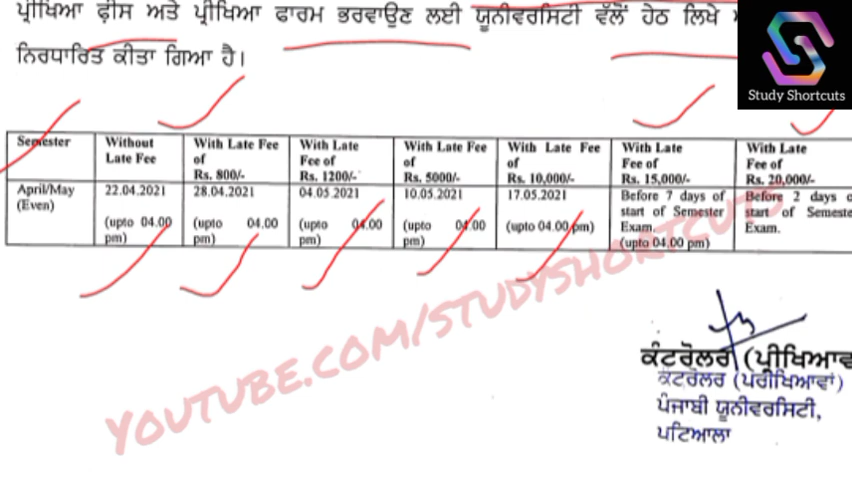 ਪ੍ਰੀਖਿਆ ਫ਼ੀਸ ਅਤੇ ਪ੍ਰੀਖਿਆ ਫਾਰਮ ਭਰਵਾਉਣ ਲਈ ਯੂਨੀਵਰਸਿਟੀ ਵੱਲੋਂ ਹੇਠ ਲਿਖੇ
ਨਿਰਧਾਰਿਤ ਕੀਤਾ ਗਿਆ ਹੈ।
Study Shortcuts
Semester
Without
Late Fee
With Late Fee
of
Rs. 800/-
With Late
Fee of
Rs. 1200/-
With Late Fee
of
Rs. 5000/-
With Late Fee
of
Rs. 10,000/-
With Late
Fee of
Rs. 15,000/-
With Late
Fee of
Rs. 20,000/-
April/May
(Even)
22.04.2021
(upto 04.00
pm)
28.04.2021
(upto 04.00
pm)
04.05.2021
(upto 04.00
pm)
10.05.2021
(upto 04.00
pm)
17.05.2021
(upto 04.00 pm)
Before 7 days of
start of Semester
Exam.
(upto 04.00 pm)
Before 2 days
start of
Exam.
YOUTUBE.COM/STUDYSHORTCUTS
ਕੰਟਰੋਲਰ (ਪ੍ਰੀਖਿਆਵਾਂ
ਕੰਟਰੋਲਰ (ਪਰੀਖਿਆਵਾਂ)
ਪੰਜਾਬੀ ਯੂਨੀਵਰਸਿਟੀ,
ਪਟਿਆਲਾ